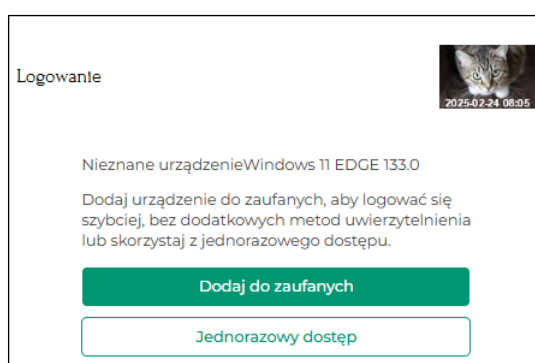 Logowanie
2025-02-24 08:05
Nieznane urządzenieWindows 11 EDGE 133.0
Dodaj urządzenie do zaufanych, aby logować się
szybciej, bez dodatkowych metod uwierzytelnienia
lub skorzystaj z jednorazowego dostępu.
Dodaj do zaufanych
Jednorazowy dostęp